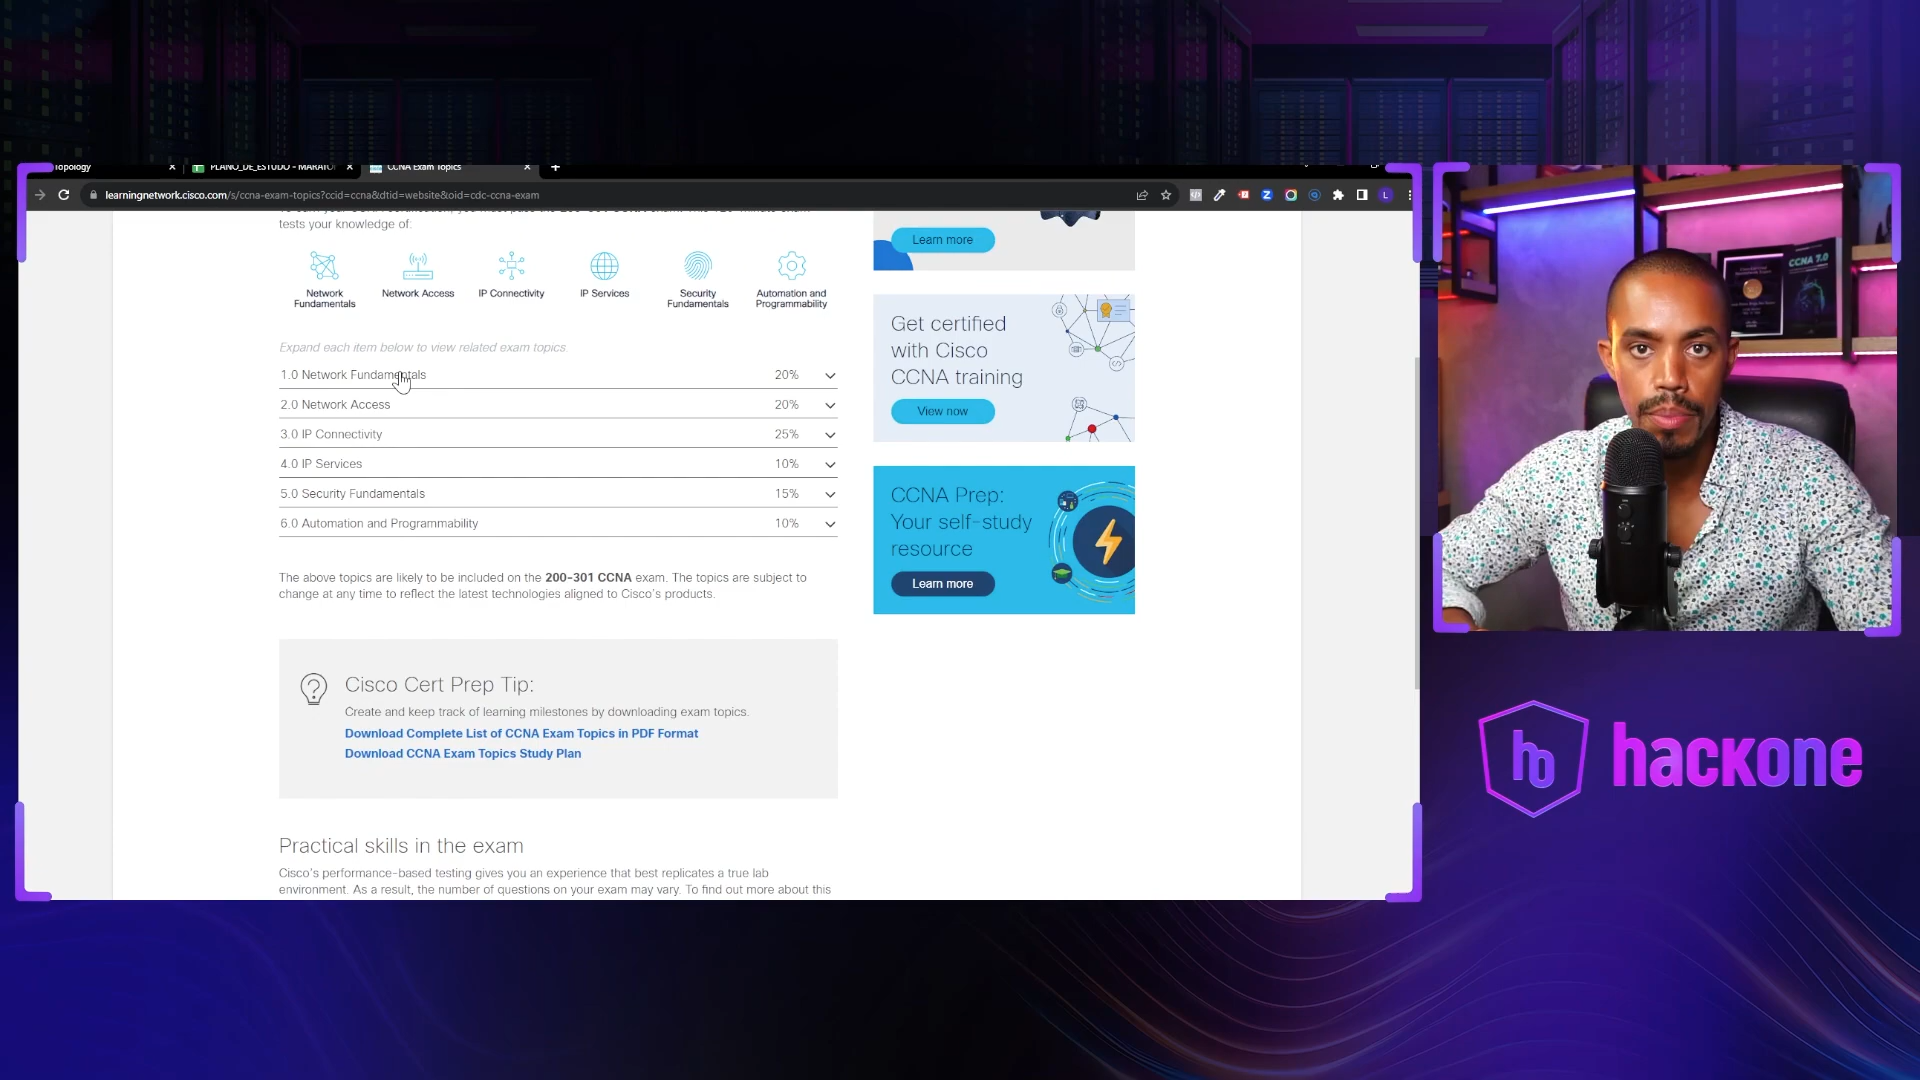 Topology
PLANO_DE_ESTUDO - MARATO
CCNA Exam Topics
learningnetwork.cisco.com/s/ccna-exam-topics?ccid=ccna&dtid=website&oid=cdc-ccna-exam
tests your knowledge of:
Network Fundamentals
Network Access
IP Connectivity
IP Services
Security Fundamentals
Automation and Programmability
Expand each item below to view related exam topics.
1.0 Network Fundamentals 20%
2.0 Network Access 20%
3.0 IP Connectivity 25%
4.0 IP Services 10%
5.0 Security Fundamentals 15%
6.0 Automation and Programmability 10%
The above topics are likely to be included on the 200-301 CCNA exam. The topics are subject to
change at any time to reflect the latest technologies aligned to Cisco's products.
Cisco Cert Prep Tip:
Create and keep track of learning milestones by downloading exam topics.
Download Complete List of CCNA Exam Topics in PDF Format
Download CCNA Exam Topics Study Plan
Practical skills in the exam
Cisco's performance-based testing gives you an experience that best replicates a true lab
environment. As a result, the number of questions on your exam may vary. To find out more about this
Learn more
Get certified
with Cisco
CCNA training
View now
CCNA Prep:
Your self-study
resource
Learn more
CCNA 7.0
ho
hackone